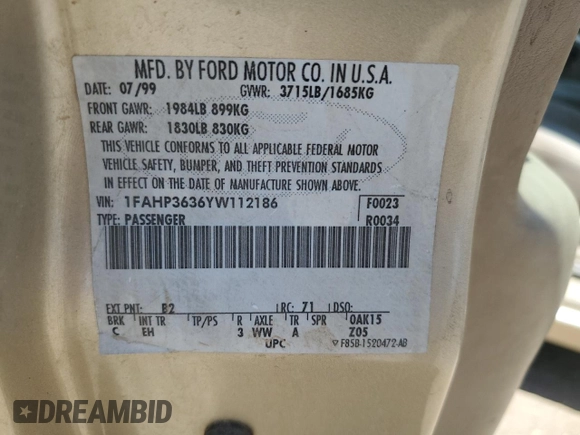 MFD. BY FORD MOTOR CO. IN U.S.A.
DATE: 07/99 GVWR: 3715LB/1685KG
FRONT GAWR: 1984LB 899KG
REAR GAWR: 1830LB 830KG
THIS VEHICLE CONFORMS TO ALL APPLICABLE FEDERAL MOTOR
VEHICLE SAFETY, BUMPER, AND THEFT PREVENTION STANDARDS
IN EFFECT ON THE DATE OF MANUFACTURE SHOWN ABOVE.
VIN: 1FAHP3636YW112186 F0023
TYPE: PASSENGER R0034
EXT PNT: B2 RC: 71 DSO:
BRK INT TR TP/PS R AXLE TR SPR 0AK15
C EH 3 WW A Z05
UPC F85B-1520472-AB
DREAMBID